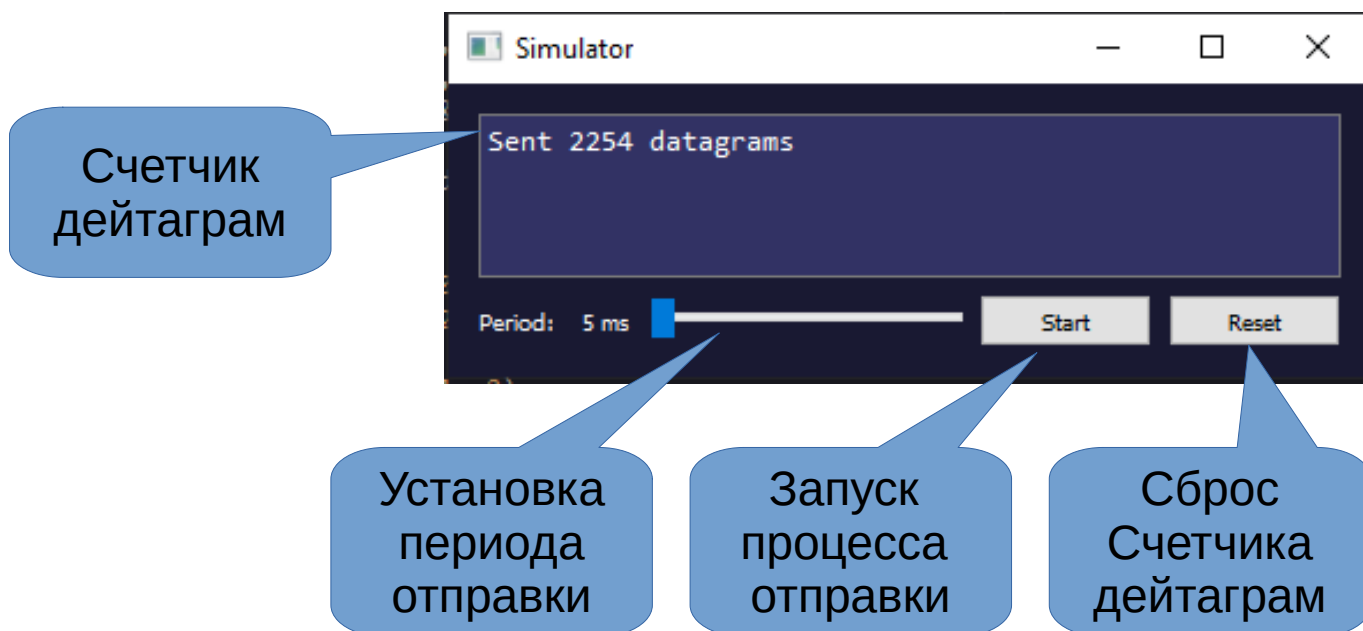 Simulator
Счетчик
дейтаграм
Sent 2254 datagrams
Period: 5 ms
Start
Reset
Установка
периода
отправки
Запуск
процесса
отправки
Сброс
Счетчика
дейтаграм